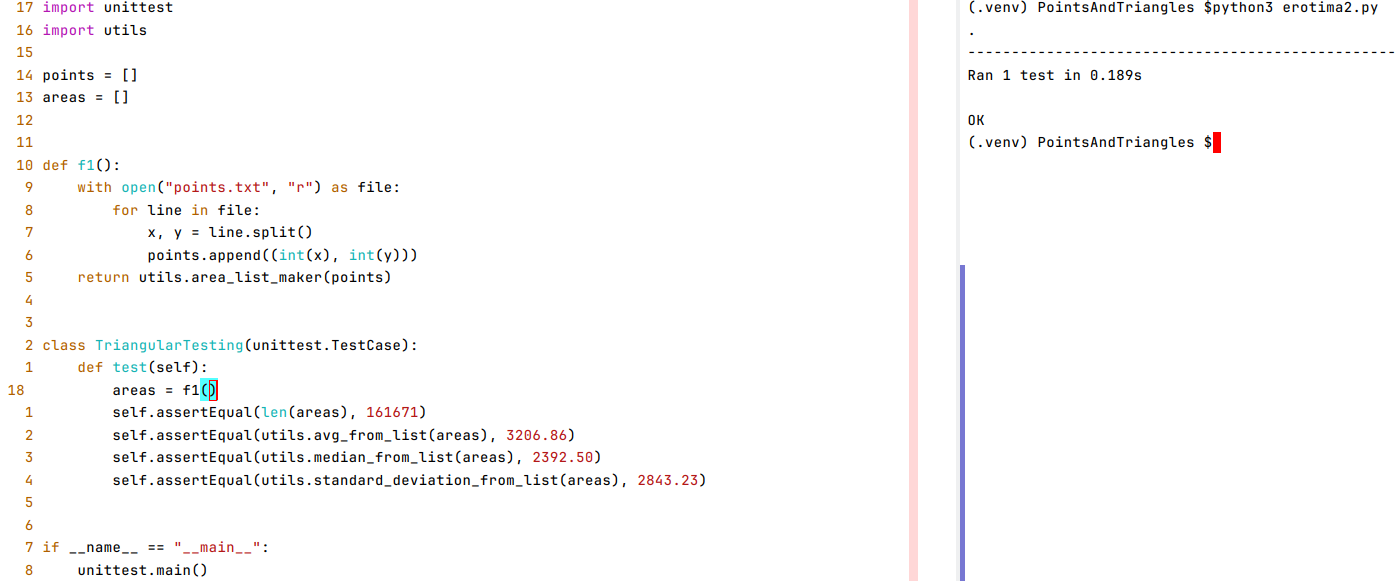 17 import unittest
16 import utils
15
14 points = []
13 areas = []
12
11
10 def f1():
9     with open("points.txt", "r") as file:
8         for line in file:
7             x, y = line.split()
6             points.append((int(x), int(y)))
5     return utils.area_list_maker(points)
4
3
2 class TriangularTesting(unittest.TestCase):
1     def test(self):
18         areas = f1()
1         self.assertEqual(len(areas), 161671)
2         self.assertEqual(utils.avg_from_list(areas), 3206.86)
3         self.assertEqual(utils.median_from_list(areas), 2392.50)
4         self.assertEqual(utils.standard_deviation_from_list(areas), 2843.23)
5
6
7 if __name__ == "__main__":
8     unittest.main()
(.venv) PointsAndTriangles $python3 erotima2.py
.
-------------------------------------------------
Ran 1 test in 0.189s

OK
(.venv) PointsAndTriangles $